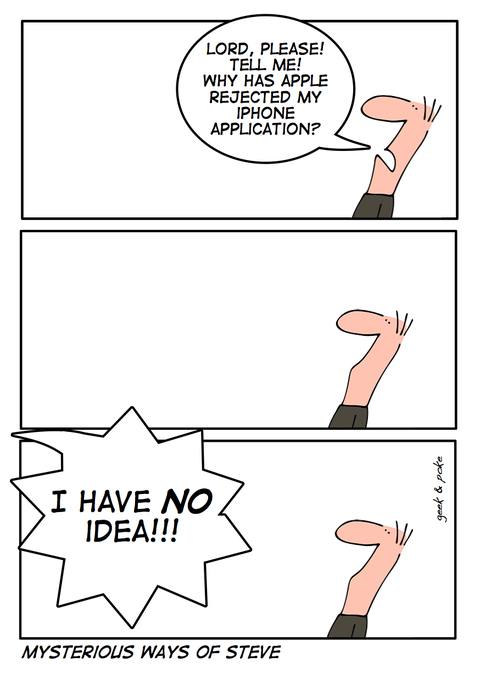 LORD, PLEASE!
TELL ME!
WHY HAS APPLE
REJECTED MY
IPHONE
APPLICATION?
I HAVE NO
IDEA!!!
geek & poke
MYSTERIOUS WAYS OF STEVE